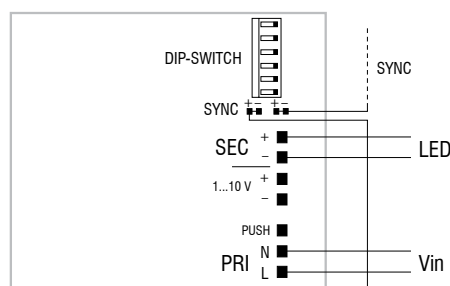 DIP-SWITCH
SYNC
+ - + -
SYNC
+
SEC
- LED
+
1...10 V
-
PUSH
N
PRI Vin
L